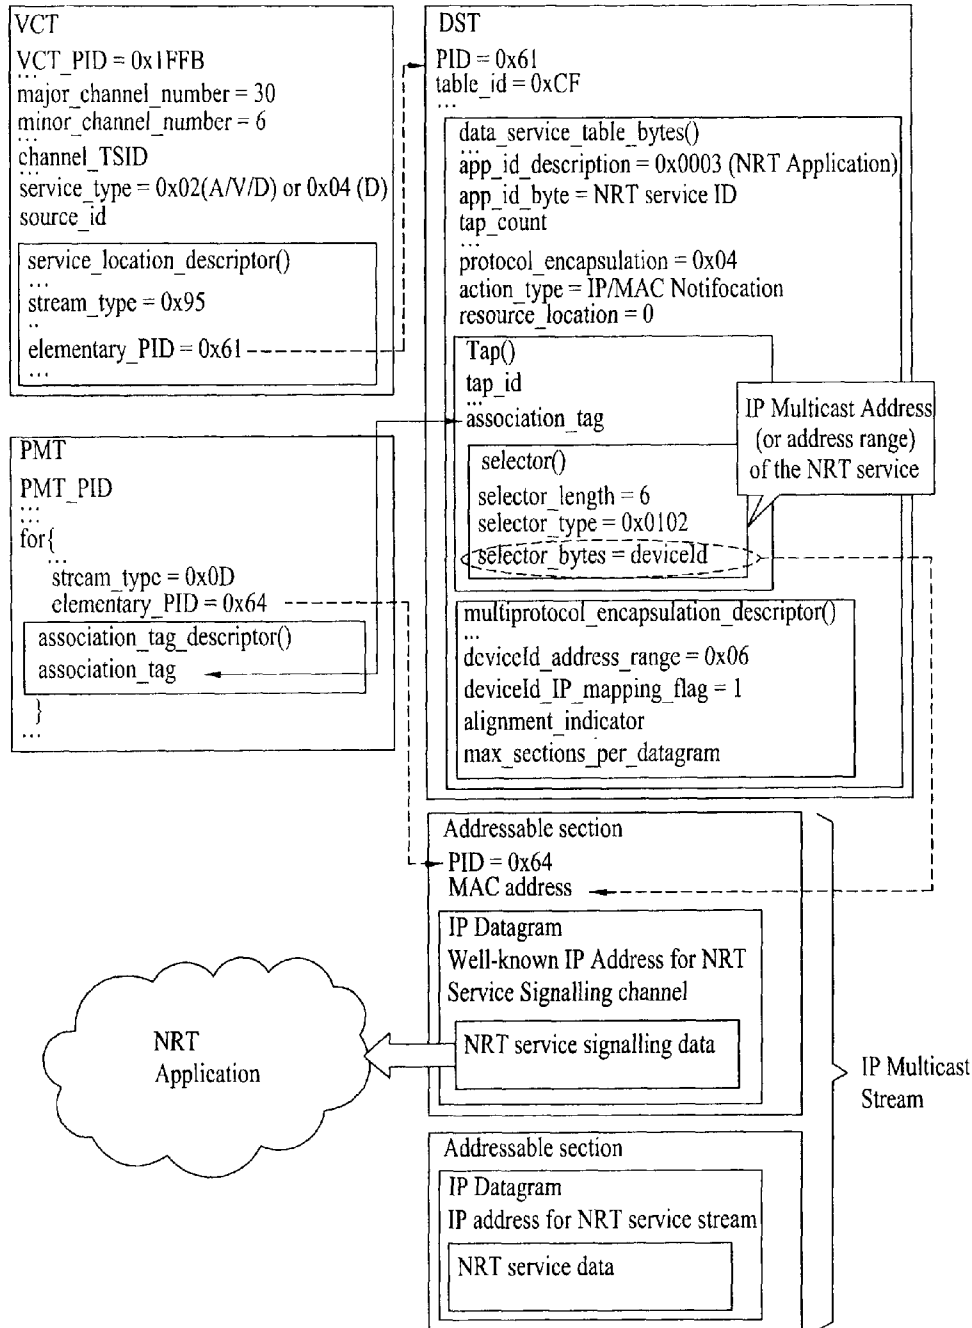 VCT
VCT_PID = 0x1FFB
...
major_channel_number = 30
minor_channel_number = 6
...
channel_TSID
...
service_type = 0x02(A/V/D) or 0x04 (D)
source_id
service_location_descriptor()
...
stream_type = 0x95
..
elementary_PID = 0x61
...
PMT
PMT_PID
...
...
for{
...
stream_type = 0x0D
elementary_PID = 0x64
association_tag_descriptor()
association_tag
}
...
DST
PID = 0x61
table_id = 0xCF
...
data_service_table_bytes()
...
app_id_description = 0x0003 (NRT Application)
app_id_byte = NRT service ID
tap_count
...
protocol_encapsulation = 0x04
action_type = IP/MAC Notifocation
resource_location = 0
Tap()
tap_id
...
association_tag
selector()
selector_length = 6
selector_type = 0x0102
selector_bytes = deviceId
IP Multicast Address
(or address range)
of the NRT service
multiprotocol_encapsulation_descriptor()
...
deviceId_address_range = 0x06
deviceId_IP_mapping_flag = 1
alignment_indicator
max_sections_per_datagram
Addressable section
PID = 0x64
MAC address
IP Datagram
Well-known IP Address for NRT
Service Signalling channel
NRT service signalling data
NRT
Application
IP Multicast
Stream
Addressable section
IP Datagram
IP address for NRT service stream
NRT service data